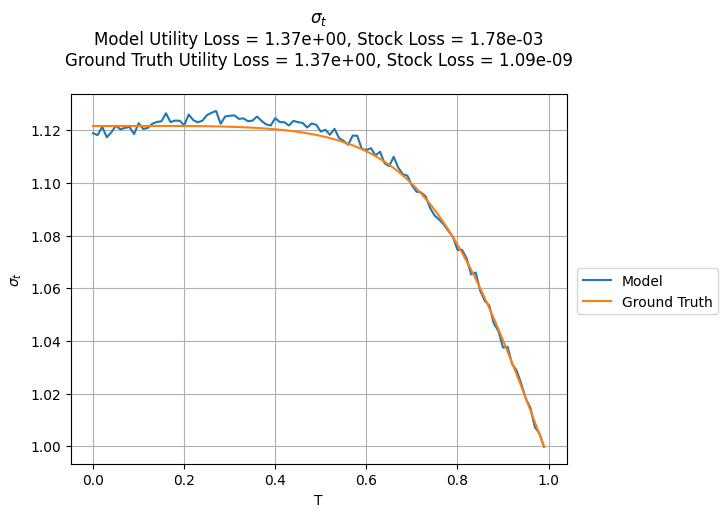 σt
Model Utility Loss = 1.37e+00, Stock Loss = 1.78e-03
Ground Truth Utility Loss = 1.37e+00, Stock Loss = 1.09e-09
σt
1.12
1.10
1.08
1.06
1.04
1.02
1.00
0.0 0.2 0.4 0.6 0.8 1.0
T
Model
Ground Truth